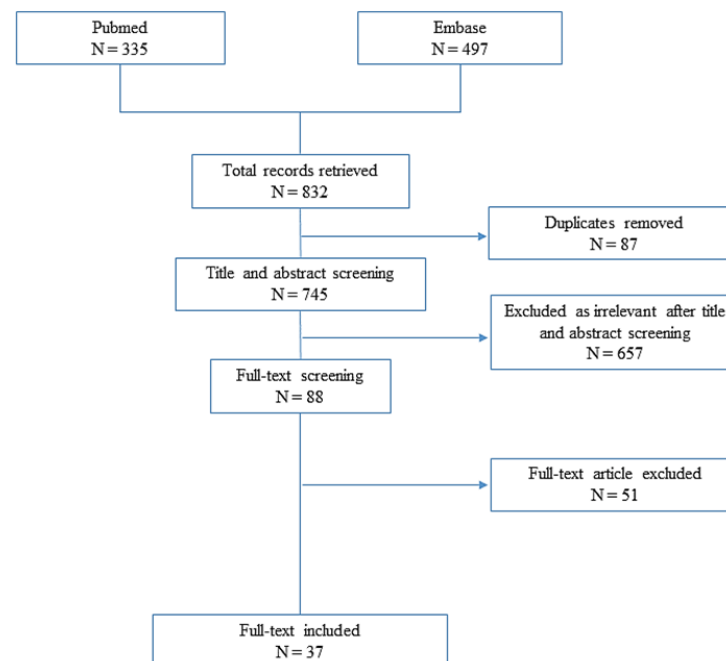 Pubmed
N = 335
Embase
N = 497
Total records retrieved
N = 832
Duplicates removed
N = 87
Title and abstract screening
N = 745
Excluded as irrelevant after title
and abstract screening
N = 657
Full-text screening
N = 88
Full-text article excluded
N = 51
Full-text included
N = 37